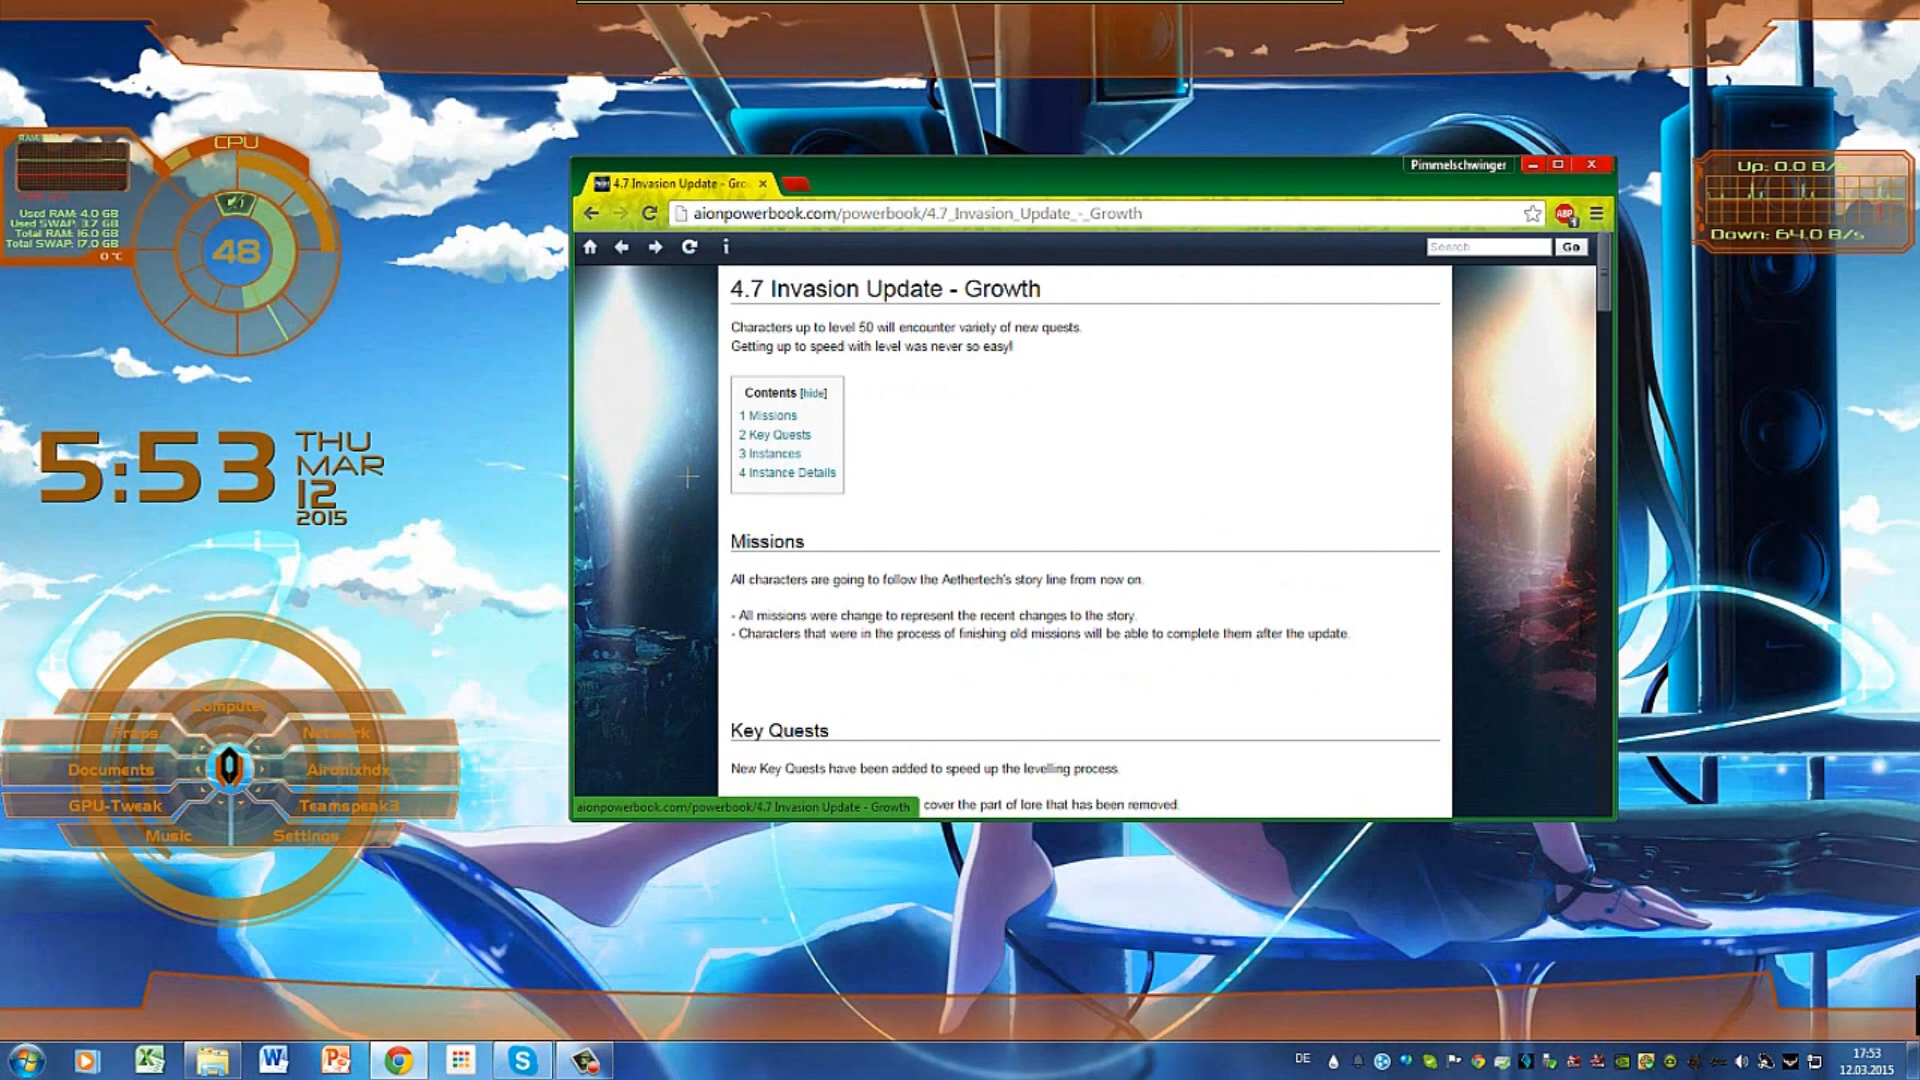 RAM
CPU
Used RAM: 4.0 GB
Used SWAP: 3.7 GB
Total RAM: 16.0 GB
Total SWAP: 17.0 GB
0°C
48
5:53
THU
MAR
12
2015
Computer
Fraps
Network
Documents
Aironixhdx
GPU-Tweak
Teamspeak3
Music
Settings
Pimmelschwinger
4.7 Invasion Update - Gro
aionpowerbook.com/powerbook/4.7_Invasion_Update_-_Growth
ABP
1
Search
Go
4.7 Invasion Update - Growth
Characters up to level 50 will encounter variety of new quests.
Getting up to speed with level was never so easy!
Contents [hide]
1 Missions
2 Key Quests
3 Instances
4 Instance Details
Missions
All characters are going to follow the Aethertech's story line from now on.
- All missions were change to represent the recent changes to the story.
- Characters that were in the process of finishing old missions will be able to complete them after the update.
Key Quests
New Key Quests have been added to speed up the levelling process.
cover the part of lore that has been removed.
aionpowerbook.com/powerbook/4.7 Invasion Update - Growth
Up: 0.0 B/s
Down: 64.0 B/s
DE
17:53
12.03.2015